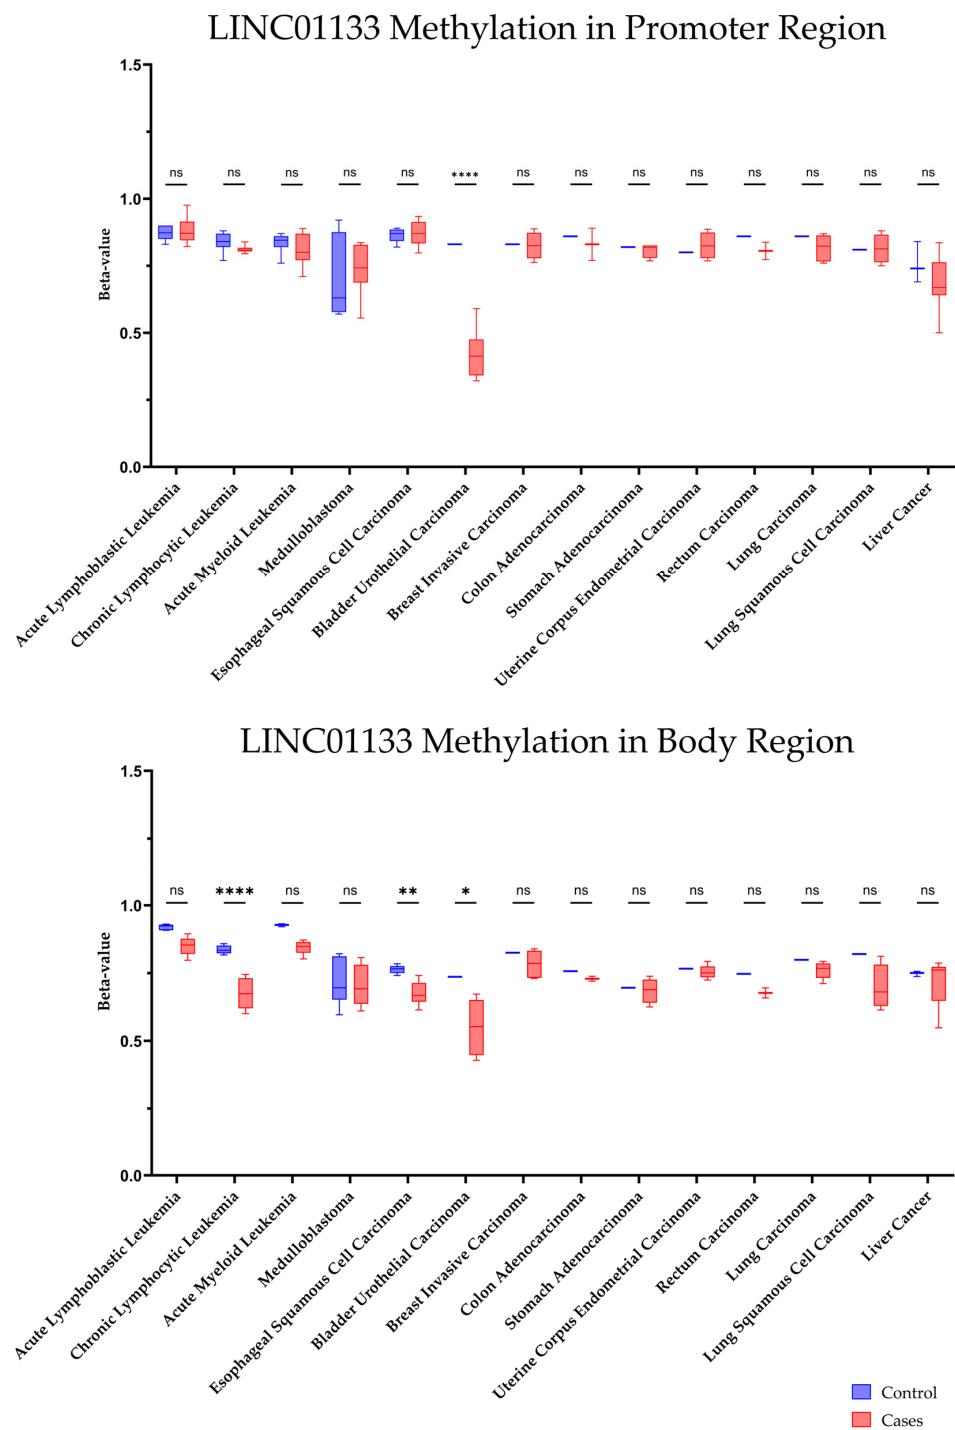 LINC01133 Methylation in Promoter Region
1.5
1.0
0.5
0.0
Beta-value
ns ns ns ns ns **** ns ns ns ns ns ns ns ns
Acute Lymphoblastic Leukemia
Chronic Lymphocytic Leukemia
Acute Myeloid Leukemia
Medulloblastoma
Esophageal Squamous Cell Carcinoma
Bladder Urothelial Carcinoma
Breast Invasive Carcinoma
Colon Adenocarcinoma
Stomach Adenocarcinoma
Uterine Corpus Endometrial Carcinoma
Rectum Carcinoma
Lung Carcinoma
Lung Squamous Cell Carcinoma
Liver Cancer
LINC01133 Methylation in Body Region
1.5
1.0
0.5
0.0
Beta-value
ns **** ns ns ** * ns ns ns ns ns ns ns ns
Acute Lymphoblastic Leukemia
Chronic Lymphocytic Leukemia
Acute Myeloid Leukemia
Medulloblastoma
Esophageal Squamous Cell Carcinoma
Bladder Urothelial Carcinoma
Breast Invasive Carcinoma
Colon Adenocarcinoma
Stomach Adenocarcinoma
Uterine Corpus Endometrial Carcinoma
Rectum Carcinoma
Lung Carcinoma
Lung Squamous Cell Carcinoma
Liver Cancer
Control
Cases